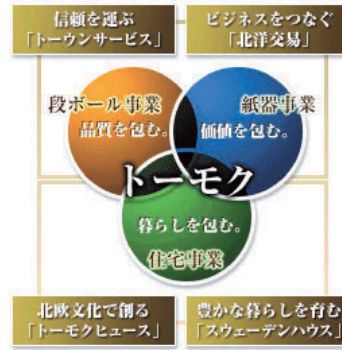 信頼を運ぶ
「トーウンサービス」
ビジネスをつなぐ
「北洋交易」
段ボール事業
品質を包む。
紙器事業
価値を包む。
トーモク
暮らしを包む。
住宅事業
北欧文化で創る
「トーモクヒュース」
豊かな暮らしを育む
「スウェーデンハウス」